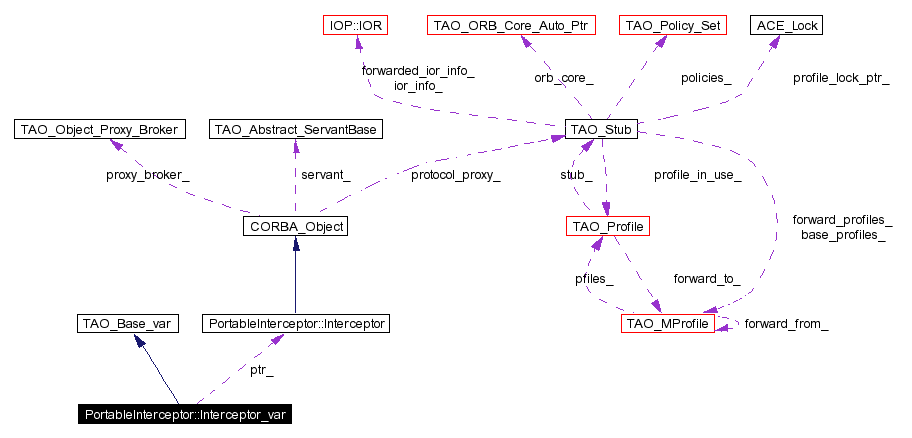 IOP::IOR
TAO_ORB_Core_Auto_Ptr
TAO_Policy_Set
ACE_Lock
forwarded_ior_info_
ior_info_
orb_core_
policies_
profile_lock_ptr_
TAO_Object_Proxy_Broker
TAO_Abstract_ServantBase
TAO_Stub
proxy_broker_
servant_
protocol_proxy_
stub_
profile_in_use_
CORBA_Object
TAO_Profile
forward_profiles_
base_profiles_
pfiles_
forward_to_
TAO_Base_var
PortableInterceptor::Interceptor
TAO_MProfile
forward_from_
ptr_
PortableInterceptor::Interceptor_var